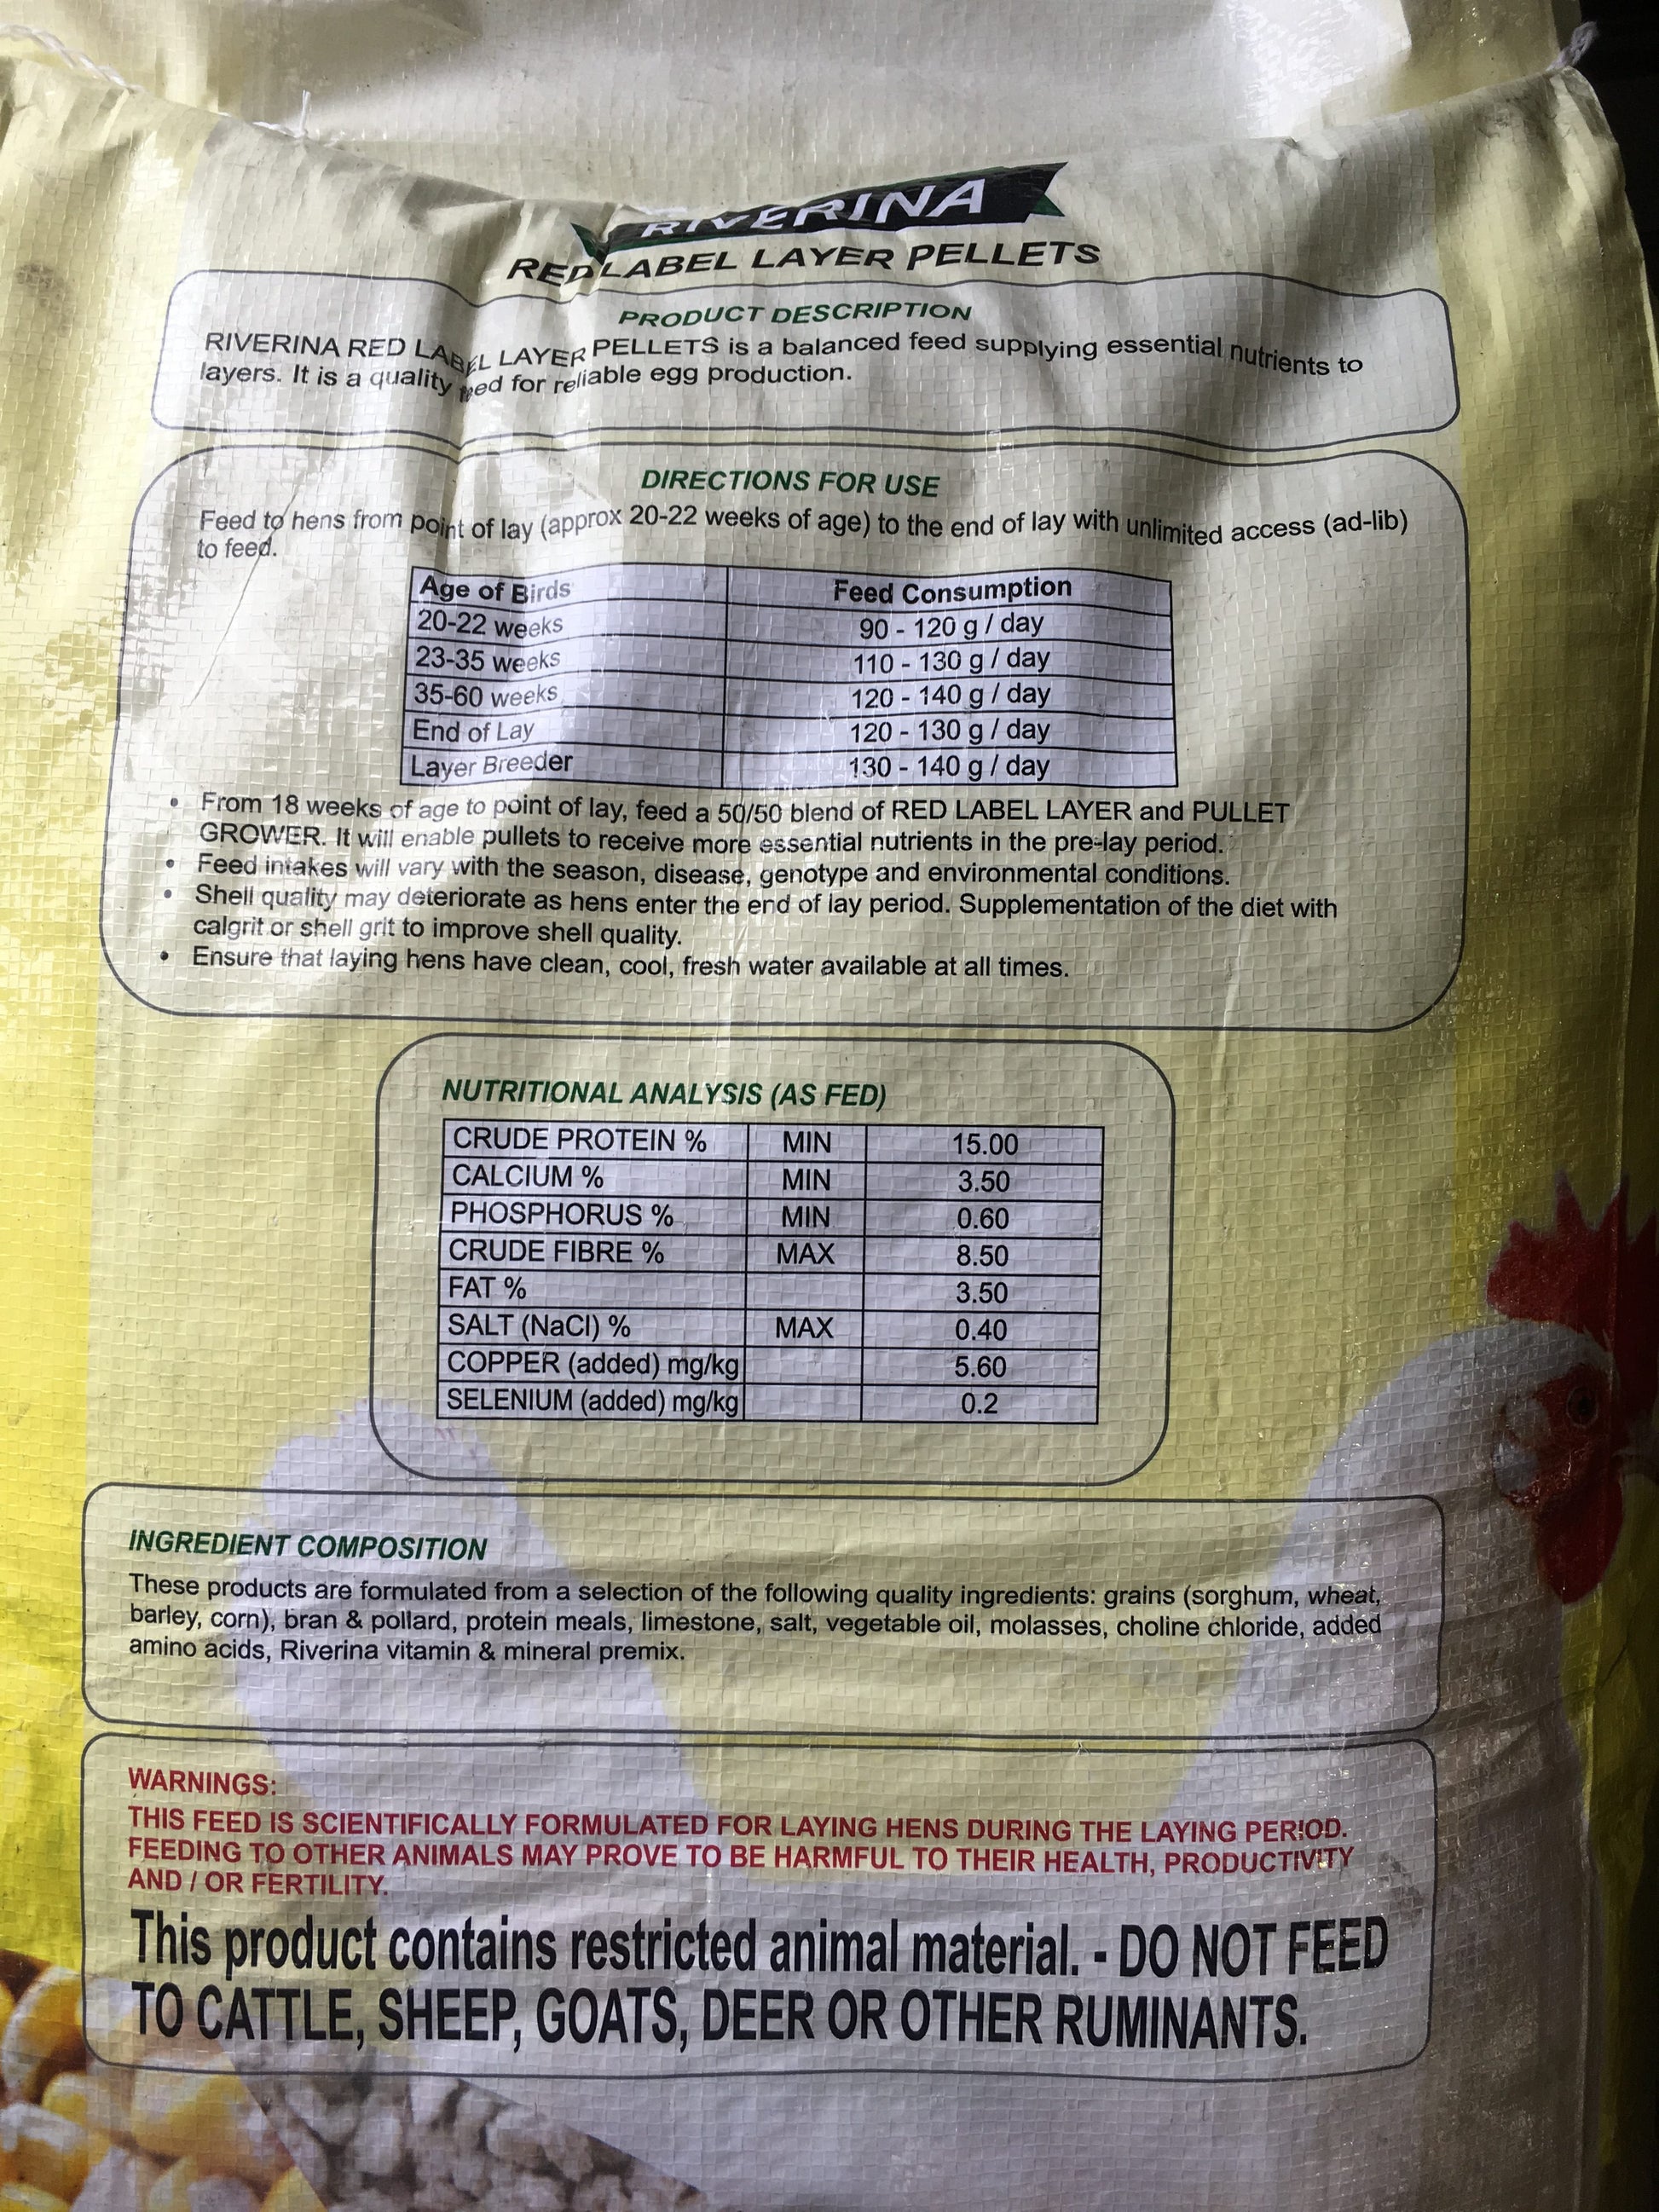 RIVERINA
RED LABEL LAYER PELLETS
PRODUCT DESCRIPTION
RIVERINA RED LABEL LAYER PELLETS is a balanced feed supplying essential nutrients to
layers. It is a quality feed for reliable egg production.
DIRECTIONS FOR USE
Feed to hens from point of lay (approx 20-22 weeks of age) to the end of lay with unlimited access (ad-lib)
to feed.
Age of Birds Feed Consumption
20-22 weeks 90 - 120 g / day
23-35 weeks 110 - 130 g / day
35-60 weeks 120 - 140 g / day
End of Lay 120 - 130 g / day
Layer Breeder 130 - 140 g / day
• From 18 weeks of age to point of lay, feed a 50/50 blend of RED LABEL LAYER and PULLET
GROWER. It will enable pullets to receive more essential nutrients in the pre-lay period.
• Feed intakes will vary with the season, disease, genotype and environmental conditions.
• Shell quality may deteriorate as hens enter the end of lay period. Supplementation of the diet with
calgrit or shell grit to improve shell quality.
• Ensure that laying hens have clean, cool, fresh water available at all times.
NUTRITIONAL ANALYSIS (AS FED)
CRUDE PROTEIN % MIN 15.00
CALCIUM % MIN 3.50
PHOSPHORUS % MIN 0.60
CRUDE FIBRE % MAX 8.50
FAT % 3.50
SALT (NaCl) % MAX 0.40
COPPER (added) mg/kg 5.60
SELENIUM (added) mg/kg 0.2
INGREDIENT COMPOSITION
These products are formulated from a selection of the following quality ingredients: grains (sorghum, wheat,
barley, corn), bran & pollard, protein meals, limestone, salt, vegetable oil, molasses, choline chloride, added
amino acids, Riverina vitamin & mineral premix.
WARNINGS:
THIS FEED IS SCIENTIFICALLY FORMULATED FOR LAYING HENS DURING THE LAYING PERIOD.
FEEDING TO OTHER ANIMALS MAY PROVE TO BE HARMFUL TO THEIR HEALTH, PRODUCTIVITY
AND / OR FERTILITY.
This product contains restricted animal material. - DO NOT FEED
TO CATTLE, SHEEP, GOATS, DEER OR OTHER RUMINANTS.